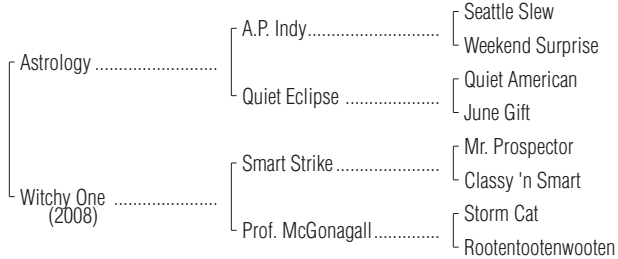 Seattle Slew
A.P. Indy
Weekend Surprise
Astrology
Quiet American
Quiet Eclipse
June Gift
Mr. Prospector
Smart Strike
Classy 'n Smart
Witchy One
(2008)
Storm Cat
Prof. McGonagall
Rootentootenwooten